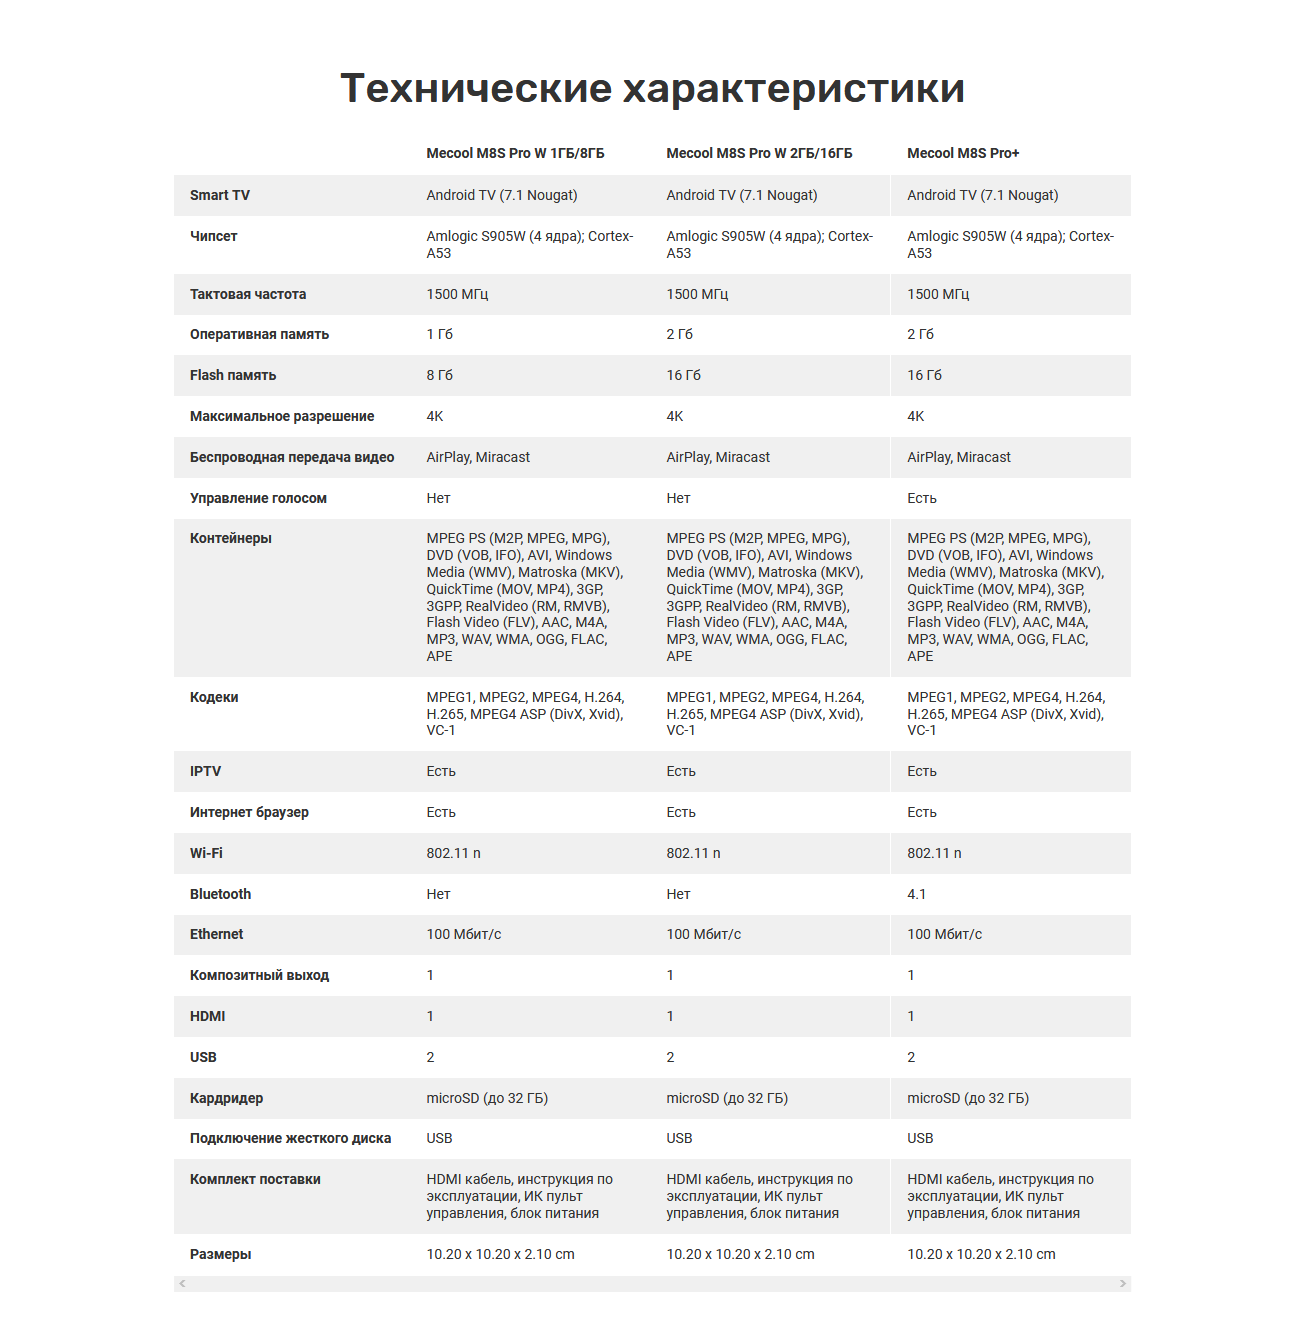 Технические характеристики
Mecool M8S Pro W 1ГБ/8ГБ Mecool M8S Pro W 2ГБ/16ГБ Mecool M8S Pro+
Smart TV Android TV (7.1 Nougat) Android TV (7.1 Nougat) Android TV (7.1 Nougat)
Чипсет Amlogic S905W (4 ядра); Cortex- Amlogic S905W (4 ядра); Cortex- Amlogic S905W (4 ядра); Cortex-
A53 A53 A53
Тактовая частота 1500 МГц 1500 МГц 1500 МГц
Оперативная память 1 Гб 2 Гб 2 Гб
Flash память 8 Гб 16 Гб 16 Гб
Максимальное разрешение 4K 4K 4K
Беспроводная передача видео AirPlay, Miracast AirPlay, Miracast AirPlay, Miracast
Управление голосом Нет Нет Есть
Контейнеры MPEG PS (M2P, MPEG, MPG), MPEG PS (M2P, MPEG, MPG), MPEG PS (M2P, MPEG, MPG),
DVD (VOB, IFO), AVI, Windows DVD (VOB, IFO), AVI, Windows DVD (VOB, IFO), AVI, Windows
Media (WMV), Matroska (MKV), Media (WMV), Matroska (MKV), Media (WMV), Matroska (MKV),
QuickTime (MOV, MP4), 3GP, QuickTime (MOV, MP4), 3GP, QuickTime (MOV, MP4), 3GP,
3GPP, RealVideo (RM, RMVB), 3GPP, RealVideo (RM, RMVB), 3GPP, RealVideo (RM, RMVB),
Flash Video (FLV), AAC, M4A, Flash Video (FLV), AAC, M4A, Flash Video (FLV), AAC, M4A,
MP3, WAV, WMA, OGG, FLAC, MP3, WAV, WMA, OGG, FLAC, MP3, WAV, WMA, OGG, FLAC,
APE APE APE
Кодеки MPEG1, MPEG2, MPEG4, H.264, MPEG1, MPEG2, MPEG4, H.264, MPEG1, MPEG2, MPEG4, H.264,
H.265, MPEG4 ASP (DivX, Xvid), H.265, MPEG4 ASP (DivX, Xvid), H.265, MPEG4 ASP (DivX, Xvid),
VC-1 VC-1 VC-1
IPTV Есть Есть Есть
Интернет браузер Есть Есть Есть
Wi-Fi 802.11 n 802.11 n 802.11 n
Bluetooth Нет Нет 4.1
Ethernet 100 Мбит/с 100 Мбит/с 100 Мбит/с
Композитный выход 1 1 1
HDMI 1 1 1
USB 2 2 2
Кардридер microSD (до 32 ГБ) microSD (до 32 ГБ) microSD (до 32 ГБ)
Подключение жесткого диска USB USB USB
Комплект поставки HDMI кабель, инструкция по HDMI кабель, инструкция по HDMI кабель, инструкция по
эксплуатации, ИК пульт эксплуатации, ИК пульт эксплуатации, ИК пульт
управления, блок питания управления, блок питания управления, блок питания
Размеры 10.20 x 10.20 x 2.10 cm 10.20 x 10.20 x 2.10 cm 10.20 x 10.20 x 2.10 cm